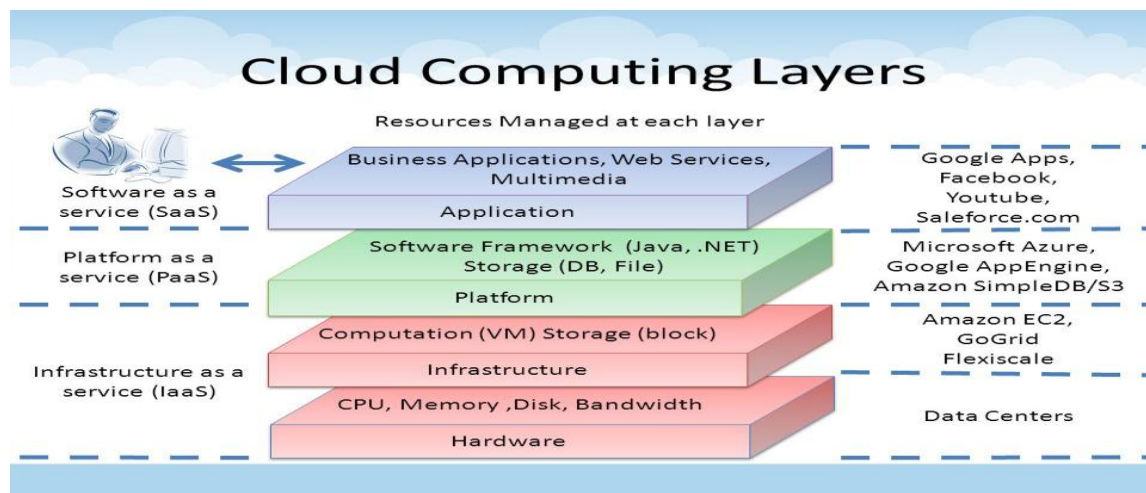 Cloud Computing Layers
Resources Managed at each layer
Software as a
service (SaaS)
Business Applications, Web Services,
Multimedia
Application
Google Apps,
Facebook,
Youtube,
Saleforce.com
Platform as a
service (PaaS)
Software Framework (Java, .NET)
Storage (DB, File)
Platform
Microsoft Azure,
Google AppEngine,
Amazon SimpleDB/S3
Infrastructure as a
service (IaaS)
Computation (VM) Storage (block)
Infrastructure
Amazon EC2,
GoGrid
Flexiscale
CPU, Memory ,Disk, Bandwidth
Hardware
Data Centers